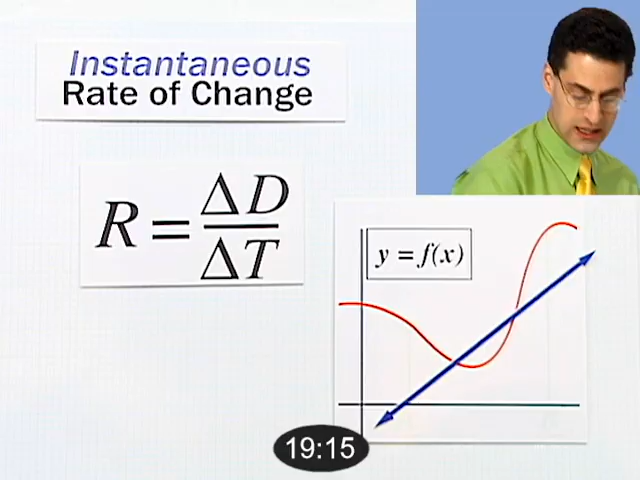 Instantaneous
Rate of Change
R = ΔD
ΔT
y = f(x)
19:15